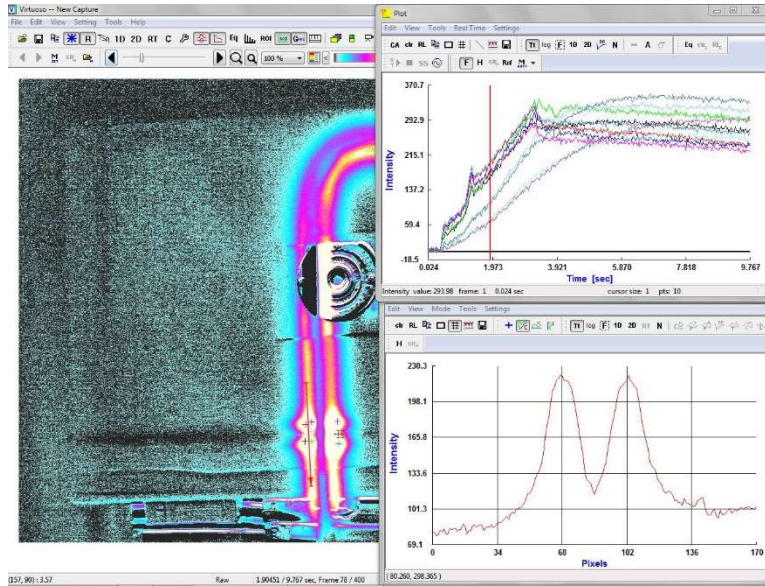 Virtuoso -- New Capture
File Edit View Setting Tools Help
R TSR 1D 2D RT C Eq ROI
M 100 %
(157, 90) : 3.57 Raw 1.90451 / 9.767 sec, Frame 78 / 400
Plot
Edit View Tools Real Time Settings
CA clr RL # TI log F 1D 2D N A σ Eq clr RL
SS F H Ref M
370.7
292.9
215.1
137.2
59.4
-18.5
Intensity
0.024 1.973 3.921 5.870 7.818 9.767
Time [sec]
Intensity value: 293.98 frame: 1 0.024 sec cursor size: 1 pts: 10
Edit View Mode Tools Settings
clr RL # TI log F 1D 2D RT N
H
230.3
198.1
165.8
133.6
101.3
69.1
Intensity
0 34 68 102 136 170
Pixels
(80.260, 298.365)